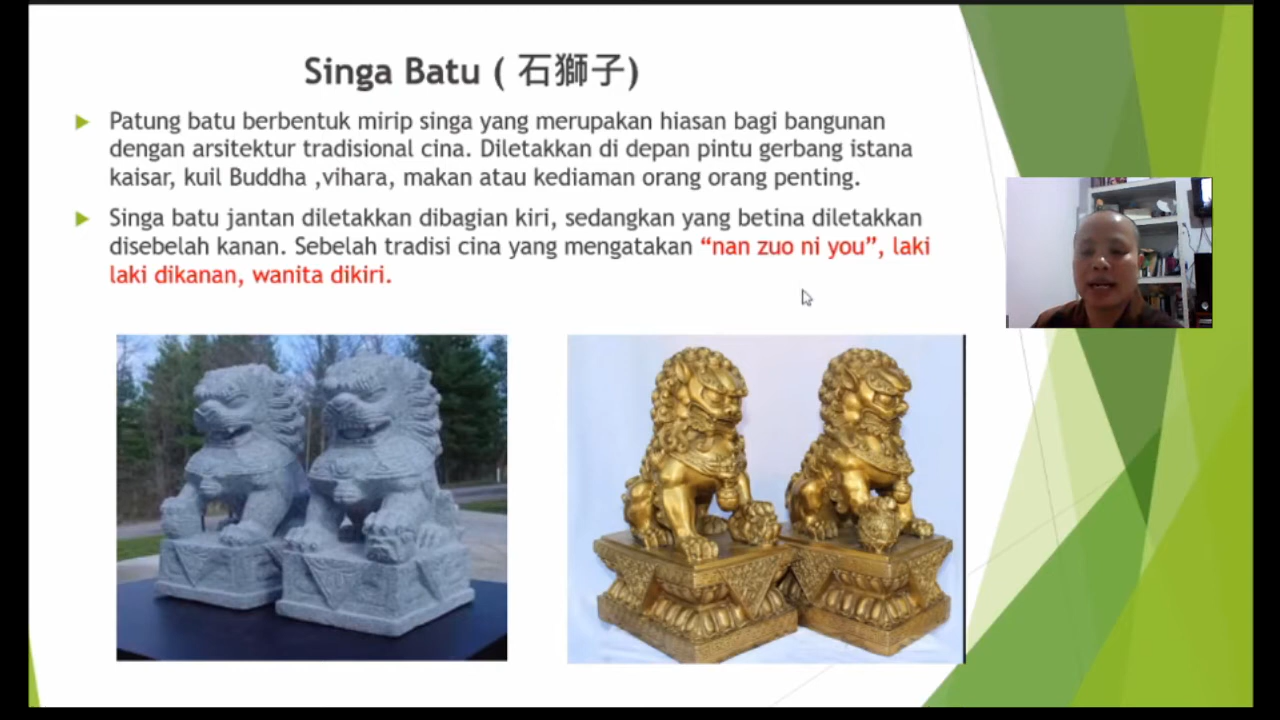 Singa Batu ( 石獅子)
Patung batu berbentuk mirip singa yang merupakan hiasan bagi bangunan
dengan arsitektur tradisional cina. Diletakkan di depan pintu gerbang istana
kaisar, kuil Buddha ,vihara, makan atau kediaman orang orang penting.
Singa batu jantan diletakkan dibagian kiri, sedangkan yang betina diletakkan
disebelah kanan. Sebelah tradisi cina yang mengatakan “nan zuo ni you”, laki
laki dikanan, wanita dikiri.